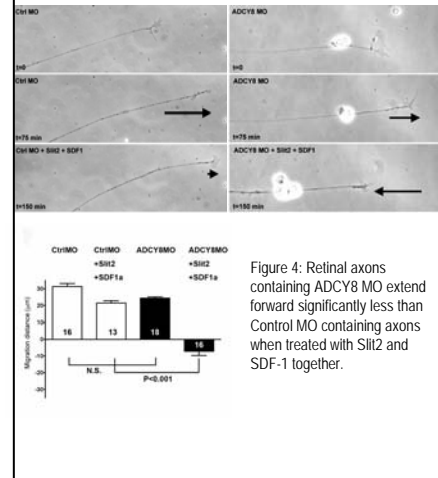 Ctrl MO
ADCY8 MO
t=0
t=0
Ctrl MO
ADCY8 MO
t=75 min
t=75 min
Ctrl MO + Slit2 + SDF1
ADCY8 MO + Slit2 + SDF1
t=150 min
t=150 min
CtrlMO CtrlMO ADCY8MO ADCY8MO
+Slit2 +Slit2
+SDF1a +SDF1a
Migration distance (um)
30
20
10
0
-10
-20
-30
16 13 18 16
N.S.
P<0.001
Figure 4: Retinal axons
containing ADCY8 MO extend
forward significantly less than
Control MO containing axons
when treated with Slit2 and
SDF-1 together.